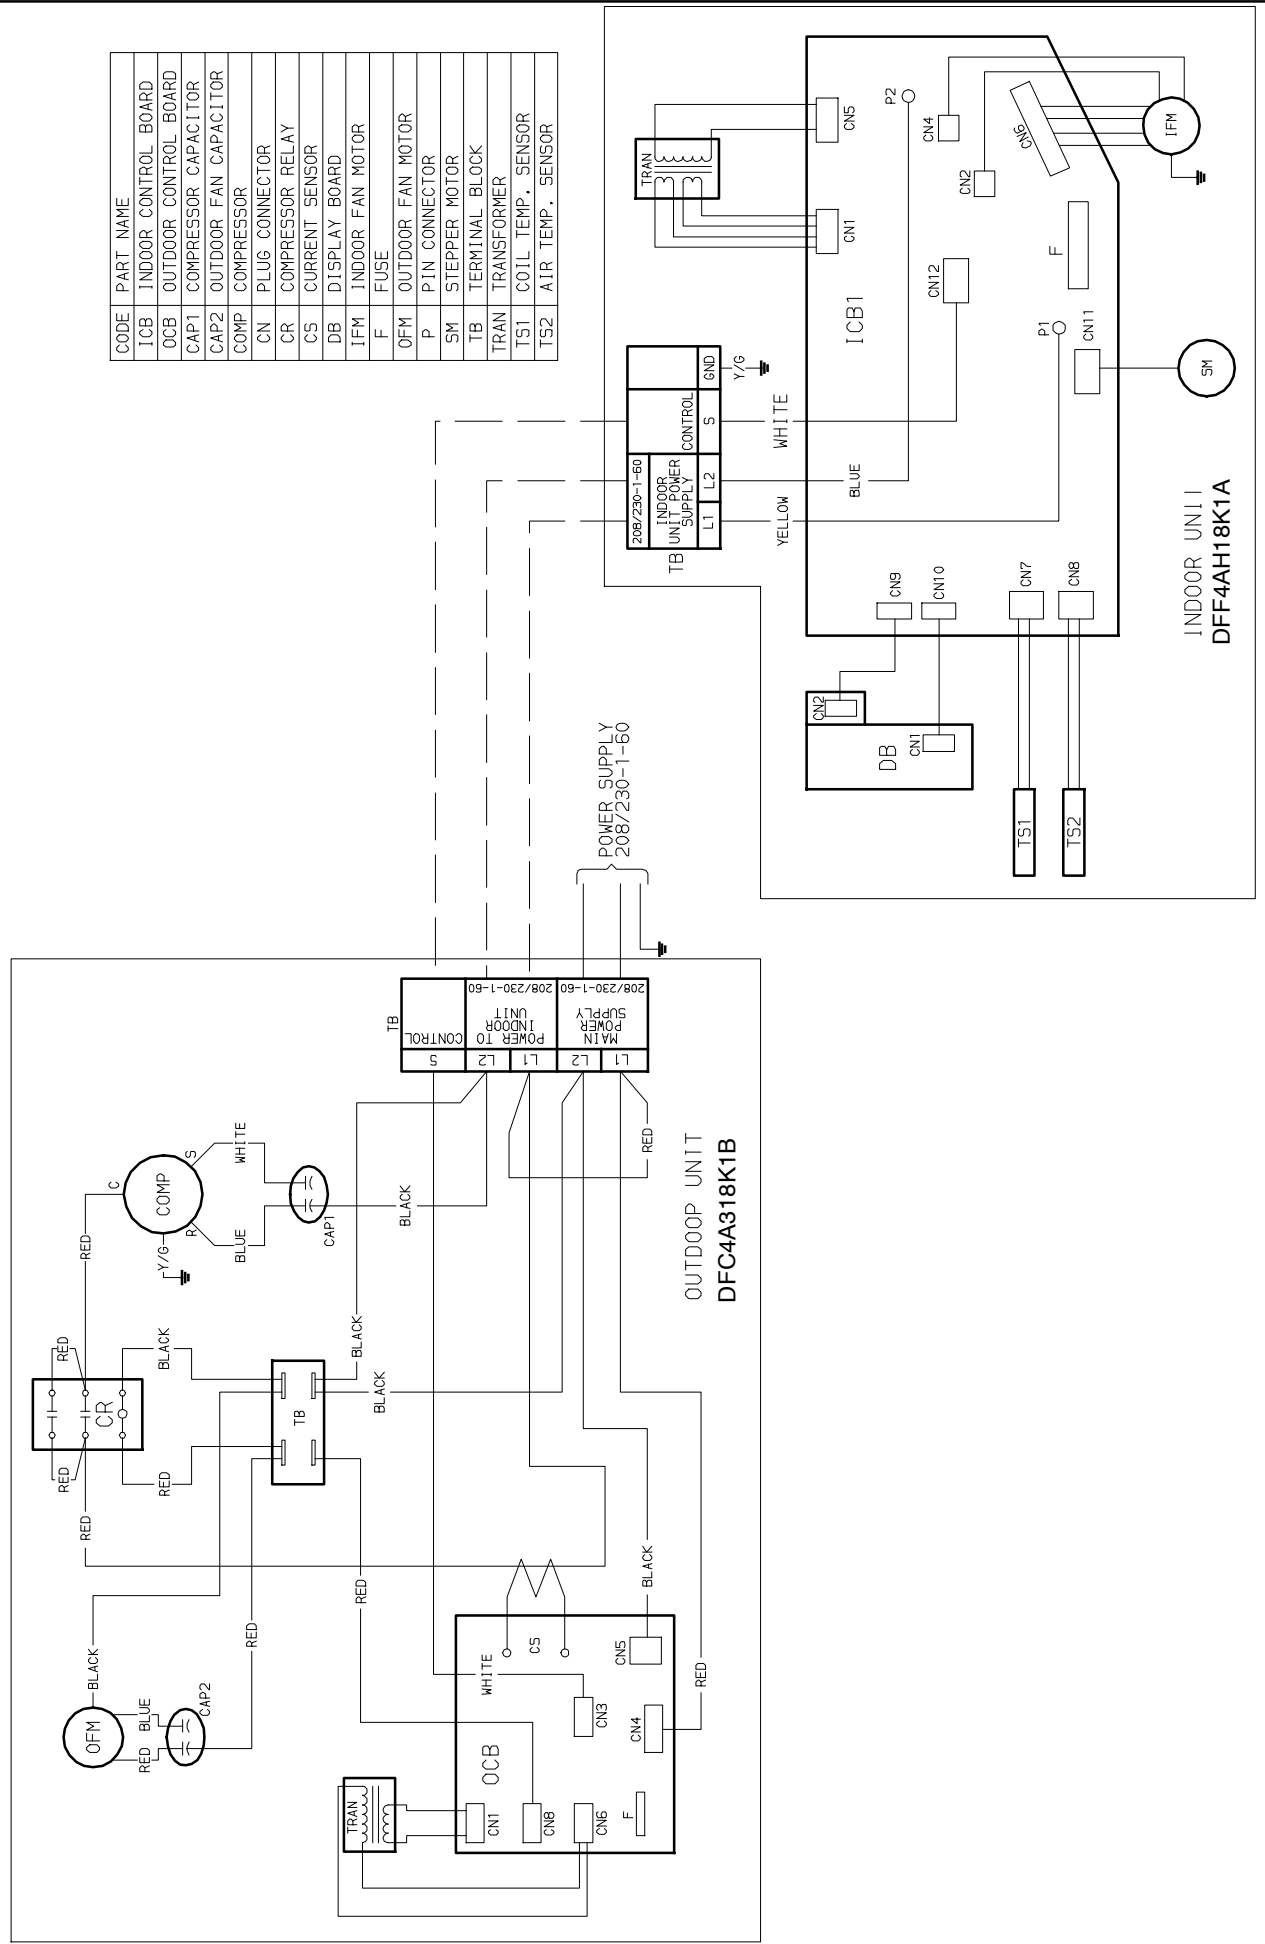 CODE PART NAME
ICB INDOOR CONTROL BOARD
OCB OUTDOOR CONTROL BOARD
CAP1 COMPRESSOR CAPACITOR
CAP2 OUTDOOR FAN CAPACITOR
COMP COMPRESSOR
CN PLUG CONNECTOR
CR COMPRESSOR RELAY
CS CURRENT SENSOR
DB DISPLAY BOARD
IFM INDOOR FAN MOTOR
F FUSE
OFM OUTDOOR FAN MOTOR
P PIN CONNECTOR
SM STEPPER MOTOR
TB TERMINAL BLOCK
TRAN TRANSFORMER
TS1 COIL TEMP. SENSOR
TS2 AIR TEMP. SENSOR
OFM
BLACK
BLUE
RED
CAP2
RED
RED
RED
RED
RED
CR
RED
BLACK
TB
RED
C
COMP
S
R
Y/G
WHITE
BLUE
CAP1
BLACK
BLACK
BLACK
RED
TRAN
OCB
CN1
CN8
CN6
F
CN3
CN4
CN5
CS
WHITE
BLACK
RED
RED
TB
CONTROL
S
POWER TO
INDOOR
UNIT
208/230-1-60
L2
L1
MAIN
POWER
SUPPLY
208/230-1-60
L2
L1
OUTDOOP UNIT
DFC4A318K1B
POWER SUPPLY
208/230-1-60
TB
208/230-1-60
INDOOR
UNIT POWER
SUPPLY
CONTROL
L1
L2
S
GND
Y/G
YELLOW
BLUE
WHITE
TRAN
CN1
CN5
P2
CN4
CN2
CN6
IFM
F
CN12
ICB1
P1
CN11
SM
CN9
CN10
CN7
CN8
CN2
CN1
DB
TS1
TS2
INDOOR UNIT
DFF4AH18K1A